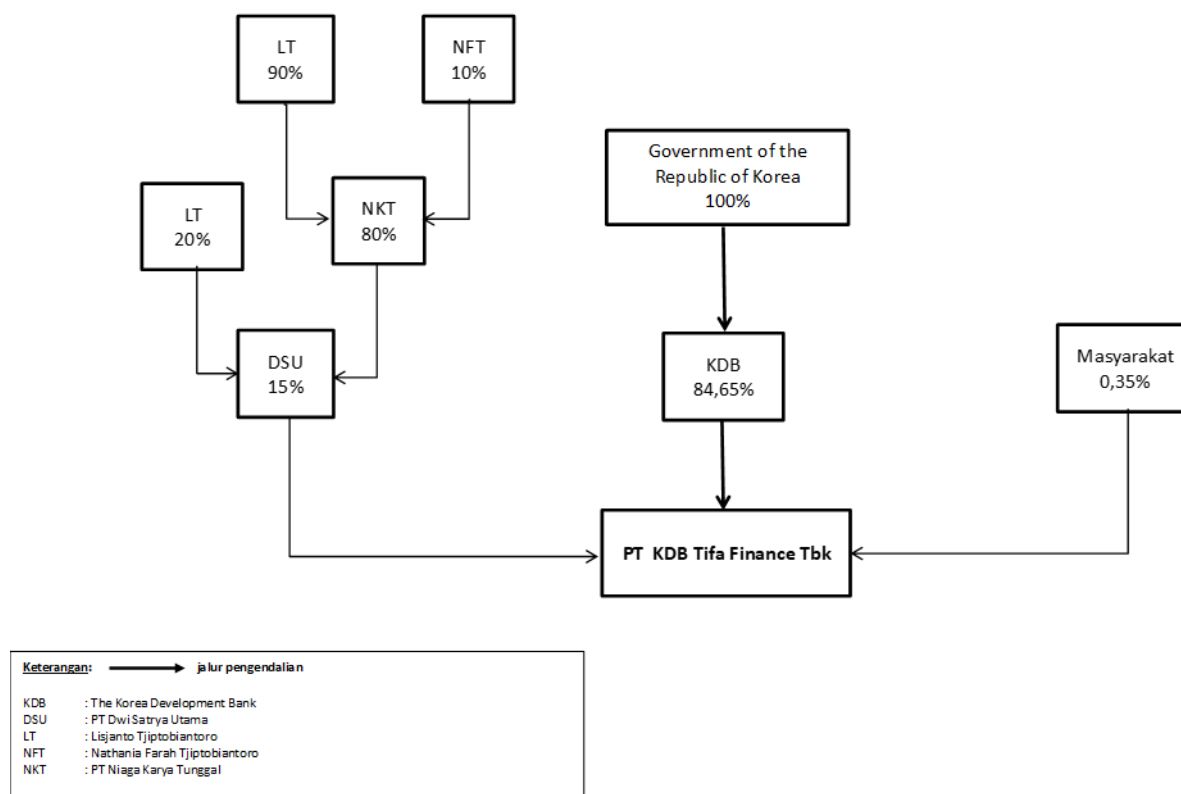 LT
90%
NFT
10%
Government of the
Republic of Korea
100%
LT
20%
NKT
80%
DSU
15%
KDB
84,65%
Masyarakat
0,35%
PT KDB Tifa Finance Tbk
Keterangan: jalur pengendalian
KDB : The Korea Development Bank
DSU : PT Dwi Satrya Utama
LT : Lisjanto Tjiptobiantoro
NFT : Nathania Farah Tjiptobiantoro
NKT : PT Niaga Karya Tunggal